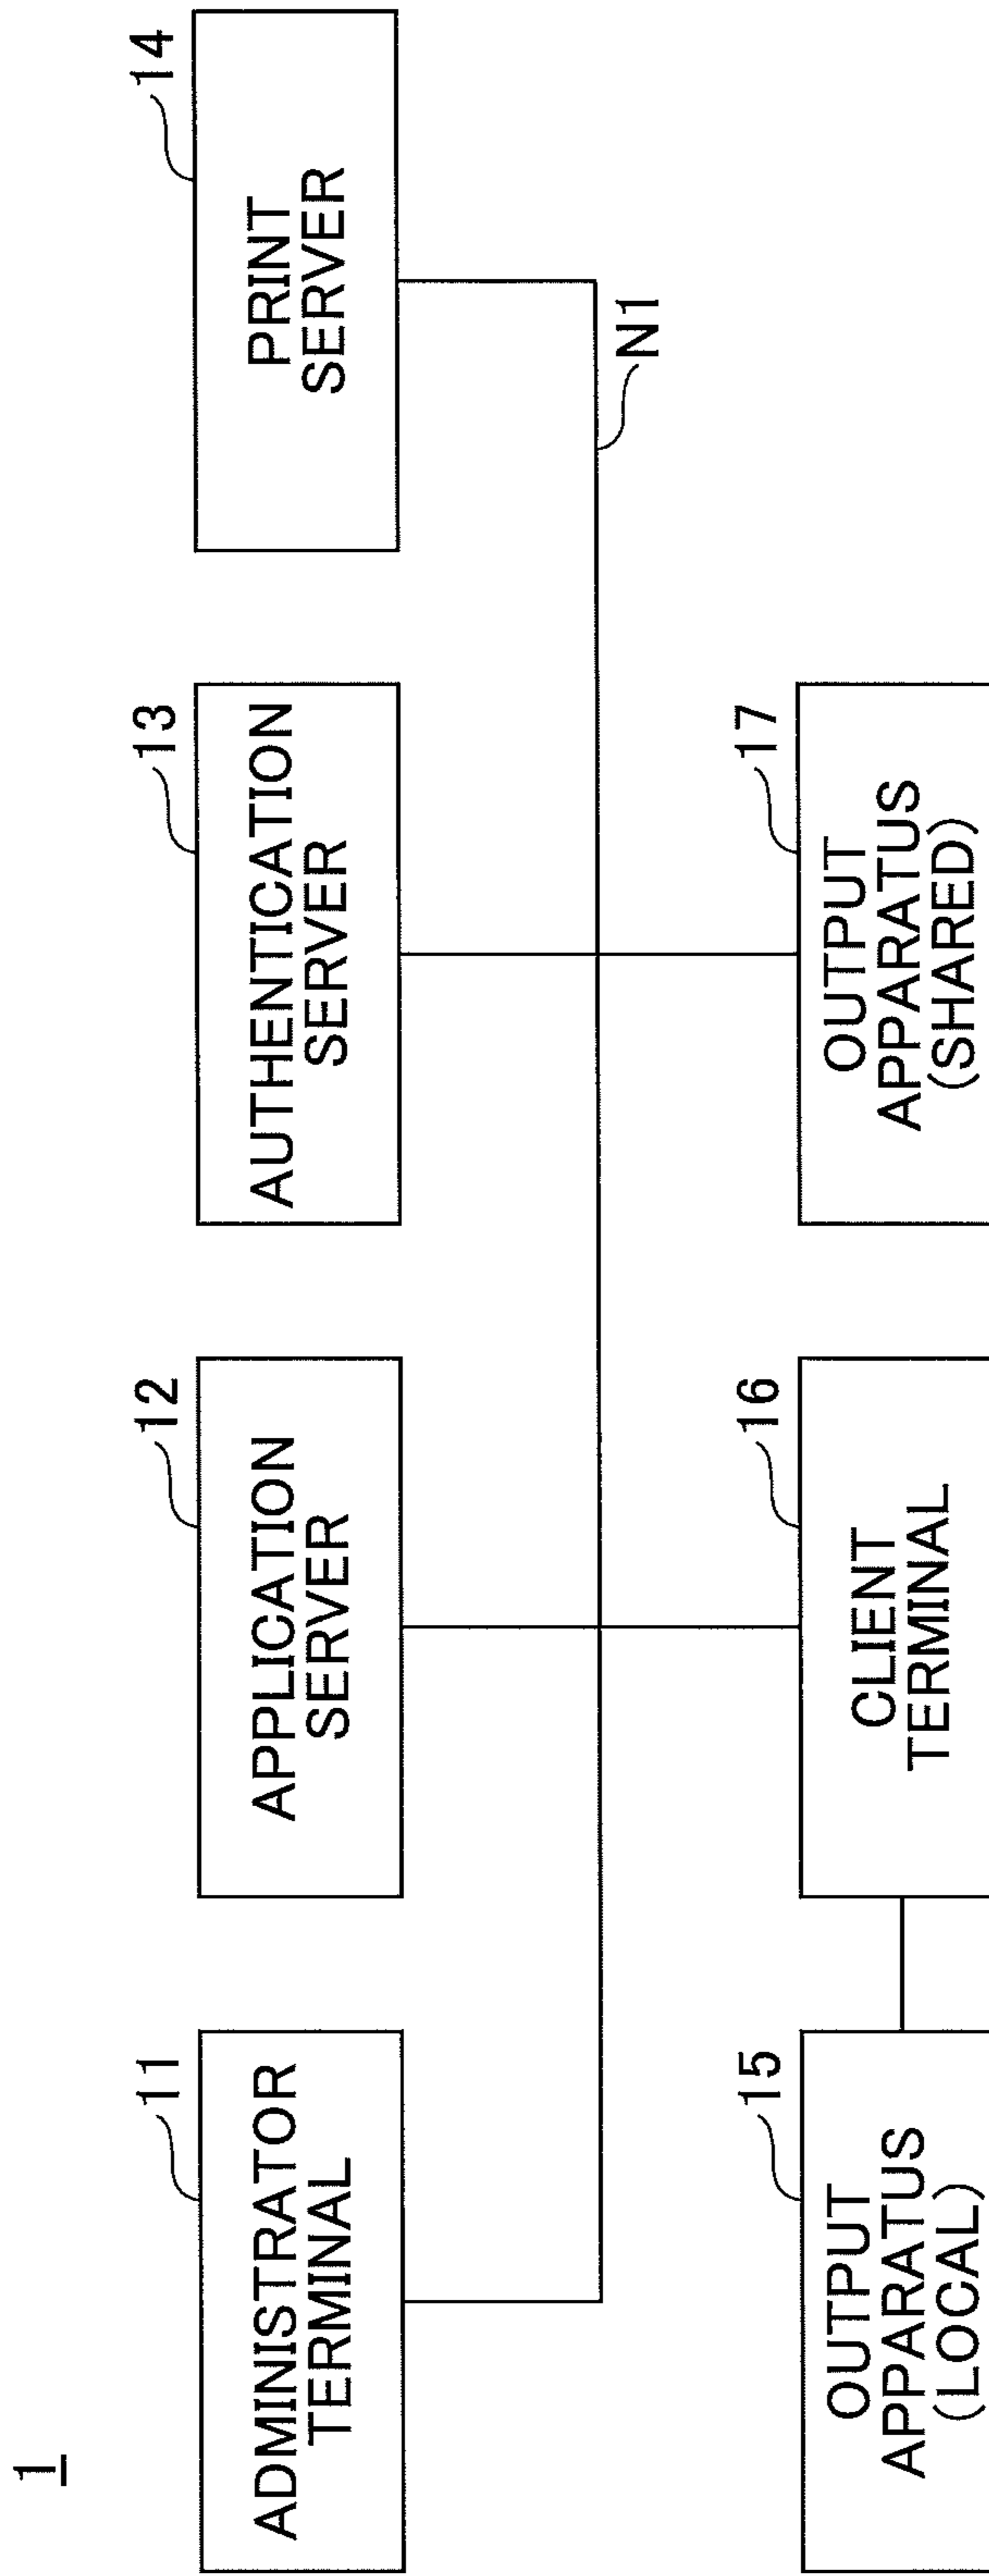 1
11
ADMINISTRATOR
TERMINAL
12
APPLICATION
SERVER
13
AUTHENTICATION
SERVER
14
PRINT
SERVER
N1
15
OUTPUT
APPARATUS
(LOCAL)
16
CLIENT
TERMINAL
17
OUTPUT
APPARATUS
(SHARED)